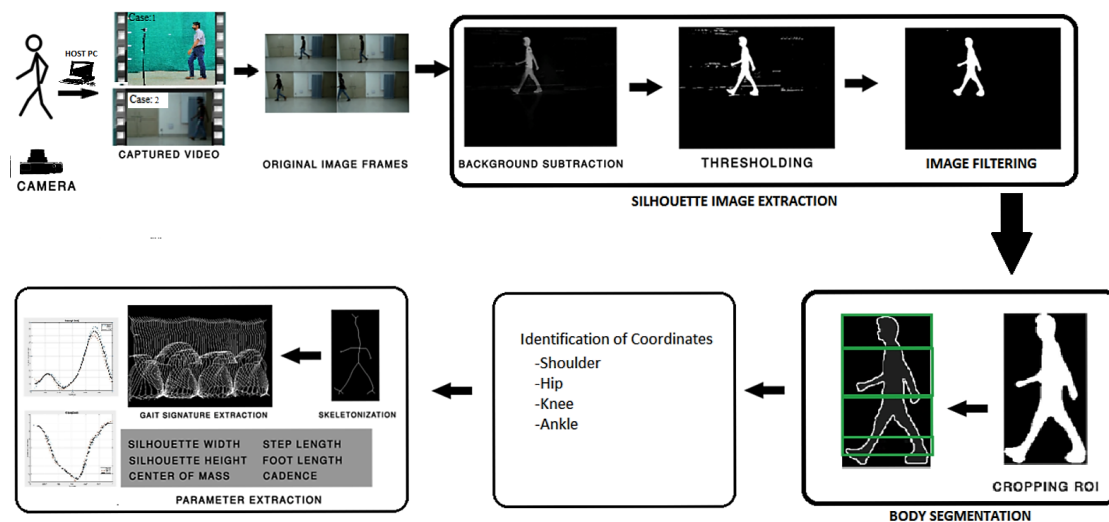 HOST PC
Case:1
Case: 2
CAMERA
CAPTURED VIDEO
ORIGINAL IMAGE FRAMES
BACKGROUND SUBTRACTION
THRESHOLDING
IMAGE FILTERING
SILHOUETTE IMAGE EXTRACTION
CROPPING ROI
BODY SEGMENTATION
Identification of Coordinates
-Shoulder
-Hip
-Knee
-Ankle
SKELETONIZATION
GAIT SIGNATURE EXTRACTION
SILHOUETTE WIDTH STEP LENGTH
SILHOUETTE HEIGHT FOOT LENGTH
CENTER OF MASS CADENCE
PARAMETER EXTRACTION